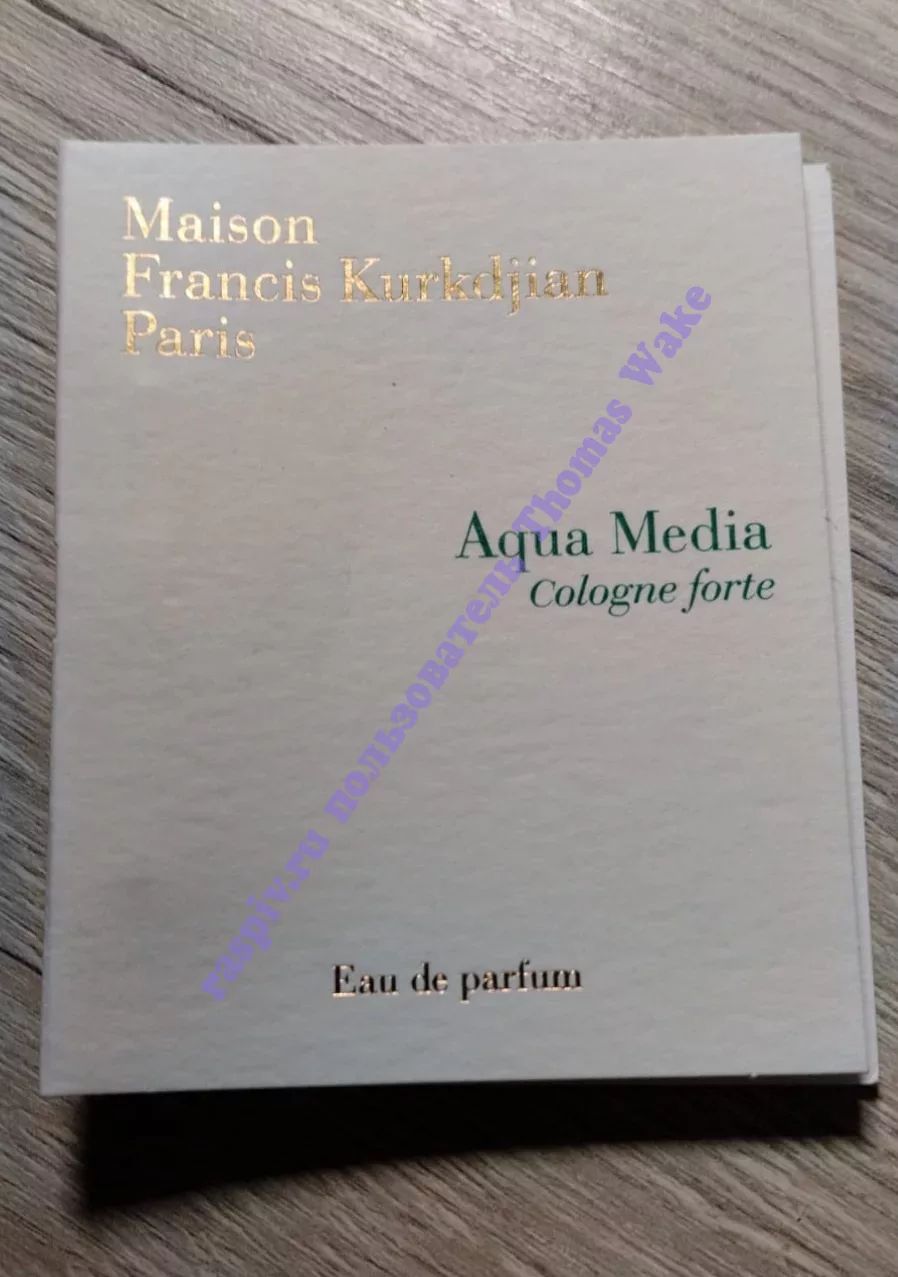 Maison
Francis Kurkdjian
Paris
Aqua Media
Cologne forte
Eau de parfum
raspiv.ru пользователь Thomas Wake